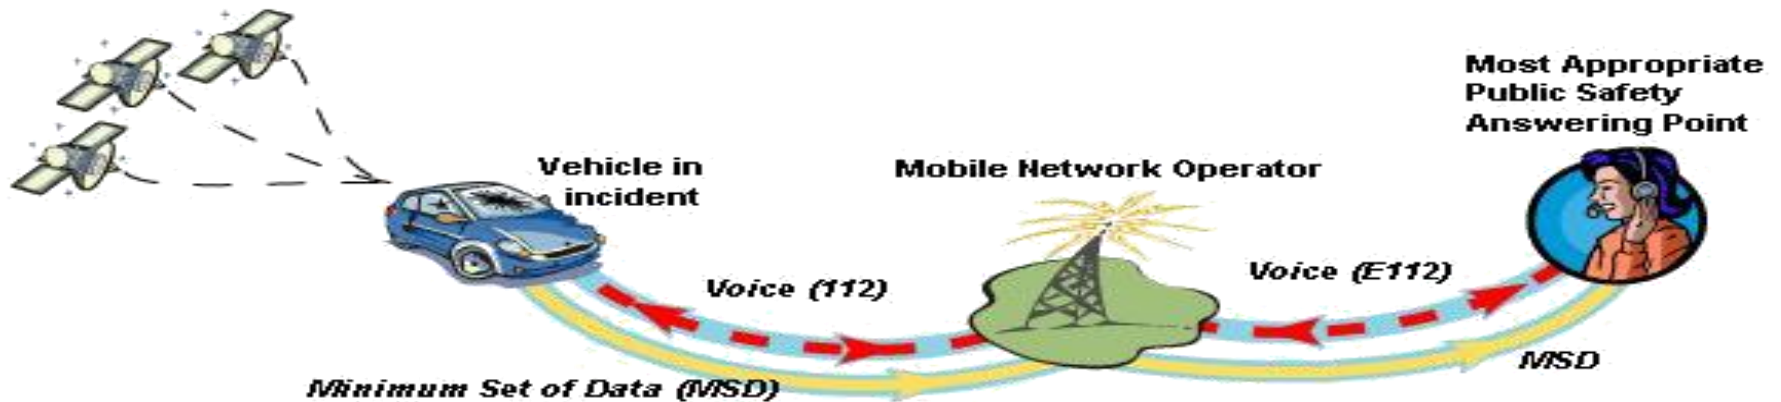 Most Appropriate
Public Safety
Answering Point
Vehicle in
incident
Mobile Network Operator
Voice (112)
Voice (E112)
Minimum Set of Data (MSD)
MSD